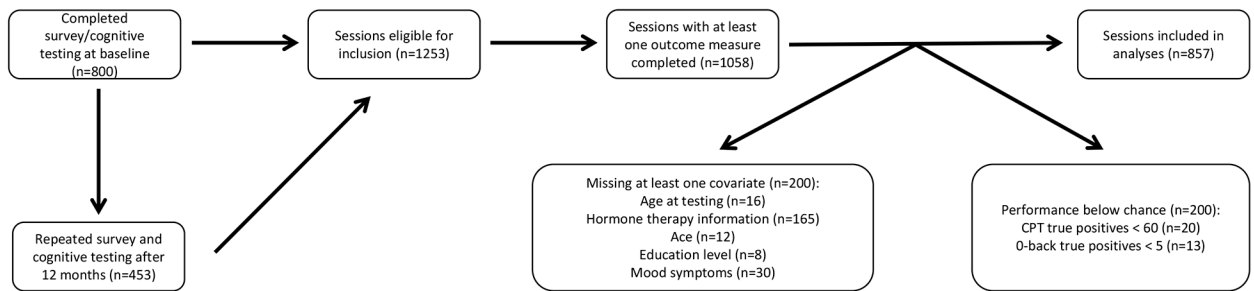 Completed
survey/cognitive
testing at baseline
(n=800)
Sessions eligible for
inclusion (n=1253)
Sessions with at least
one outcome measure
completed (n=1058)
Sessions included in
analyses (n=857)
Repeated survey and
cognitive testing after
12 months (n=453)
Missing at least one covariate (n=200):
Age at testing (n=16)
Hormone therapy information (n=165)
Ace (n=12)
Education level (n=8)
Mood symptoms (n=30)
Performance below chance (n=200):
CPT true positives < 60 (n=20)
0-back true positives < 5 (n=13)